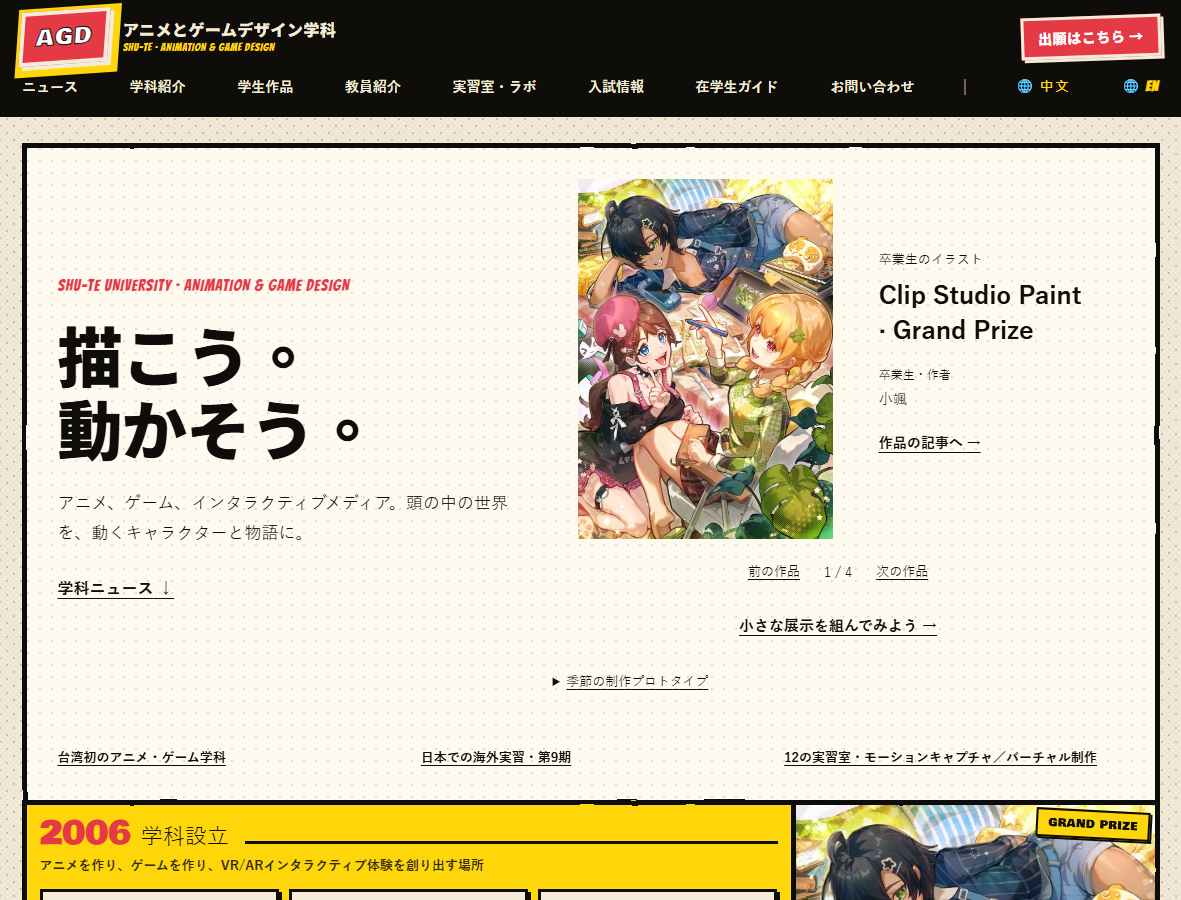 AGD
アニメとゲームデザイン学科
SHU-TE · ANIMATION & GAME DESIGN
出願はこちら →
ニュース
学科紹介
学生作品
教員紹介
実習室・ラボ
入試情報
在学生ガイド
お問い合わせ
中文
EN
SHU-TE UNIVERSITY · ANIMATION & GAME DESIGN
描こう。
動かそう。
アニメ、ゲーム、インタラクティブメディア。頭の中の世界
を、動くキャラクターと物語に。
学科ニュース ↓
卒業生のイラスト
Clip Studio Paint
· Grand Prize
卒業生・作者
小颯
作品の記事へ →
前の作品
1 / 4
次の作品
小さな展示を組んでみよう →
▶ 季節の制作プロトタイプ
台湾初のアニメ・ゲーム学科
日本での海外実習・第9期
12の実習室・モーションキャプチャ／バーチャル制作
2006 学科設立
アニメを作り、ゲームを作り、VR/ARインタラクティブ体験を創り出す場所
GRAND PRIZE